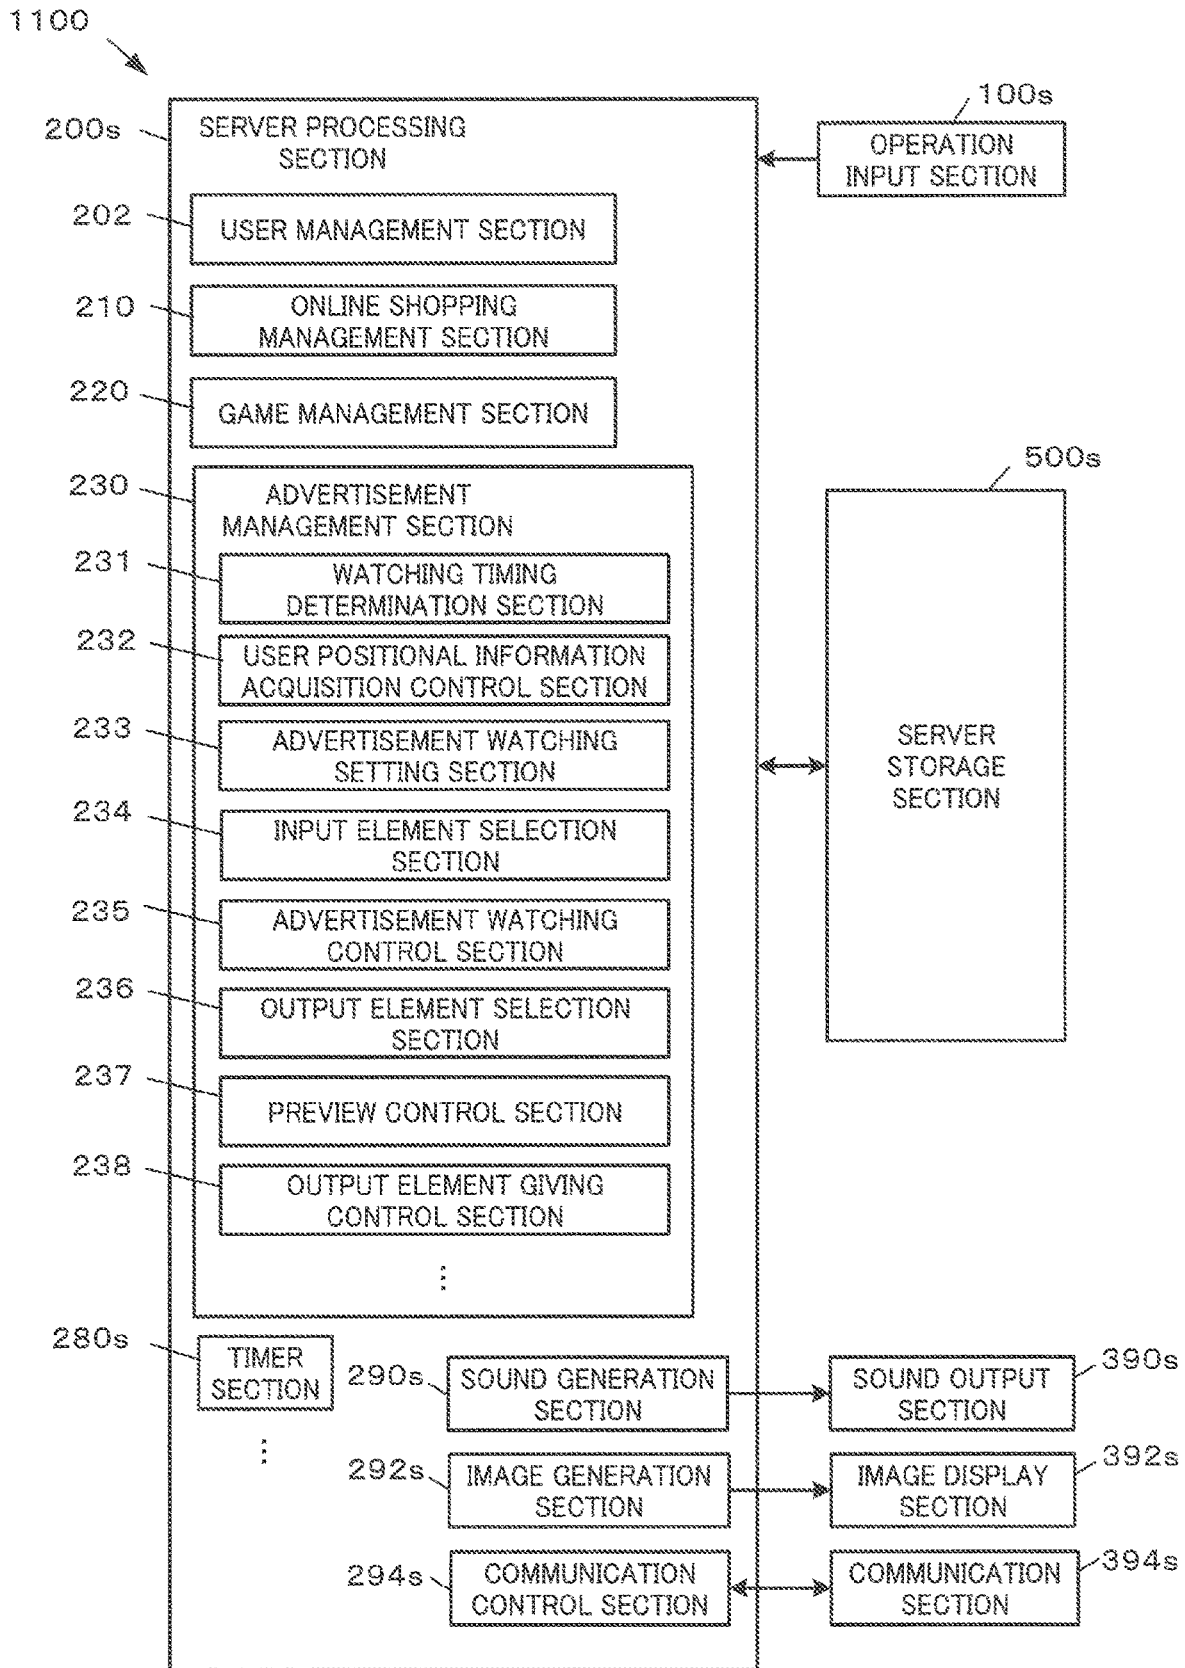 1100
200s
SERVER PROCESSING
SECTION
100s
OPERATION
INPUT SECTION
202
USER MANAGEMENT SECTION
210
ONLINE SHOPPING
MANAGEMENT SECTION
220
GAME MANAGEMENT SECTION
230
ADVERTISEMENT
MANAGEMENT SECTION
231
WATCHING TIMING
DETERMINATION SECTION
232
USER POSITIONAL INFORMATION
ACQUISITION CONTROL SECTION
233
ADVERTISEMENT WATCHING
SETTING SECTION
234
INPUT ELEMENT SELECTION
SECTION
235
ADVERTISEMENT WATCHING
CONTROL SECTION
236
OUTPUT ELEMENT SELECTION
SECTION
237
PREVIEW CONTROL SECTION
238
OUTPUT ELEMENT GIVING
CONTROL SECTION
⋮
500s
SERVER
STORAGE
SECTION
280s
TIMER
SECTION
⋮
290s
SOUND GENERATION
SECTION
390s
SOUND OUTPUT
SECTION
292s
IMAGE GENERATION
SECTION
392s
IMAGE DISPLAY
SECTION
294s
COMMUNICATION
CONTROL SECTION
394s
COMMUNICATION
SECTION